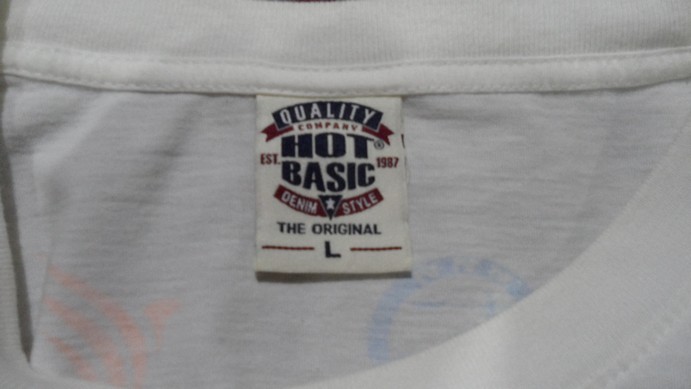 QUALITY
COMPANY
HOT®
EST. 1987
BASIC
DENIM STYLE
THE ORIGINAL
L